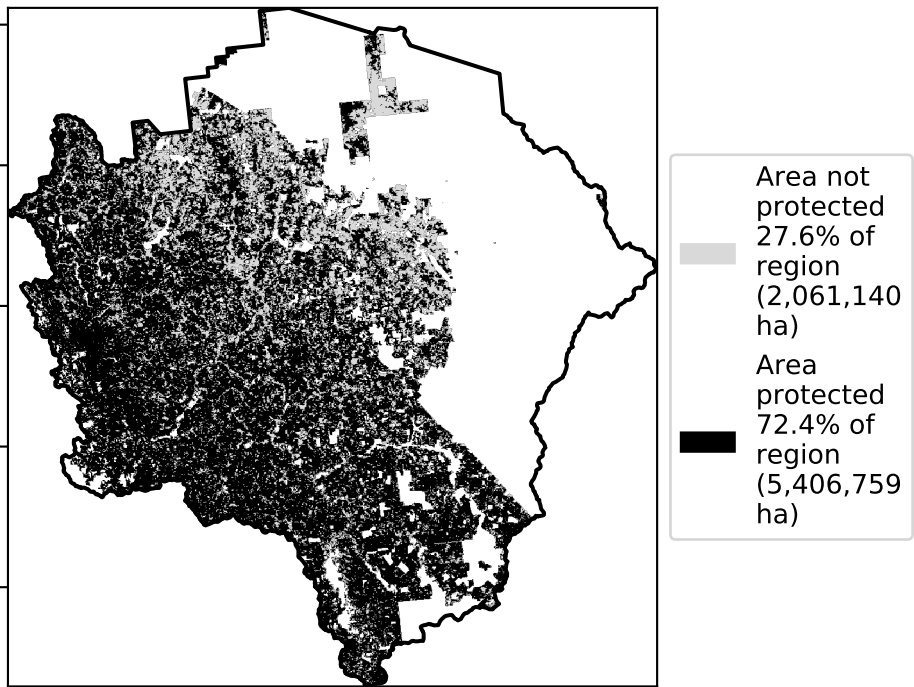 Area not
protected
27.6% of
region
(2,061,140
ha)
Area
protected
72.4% of
region
(5,406,759
ha)